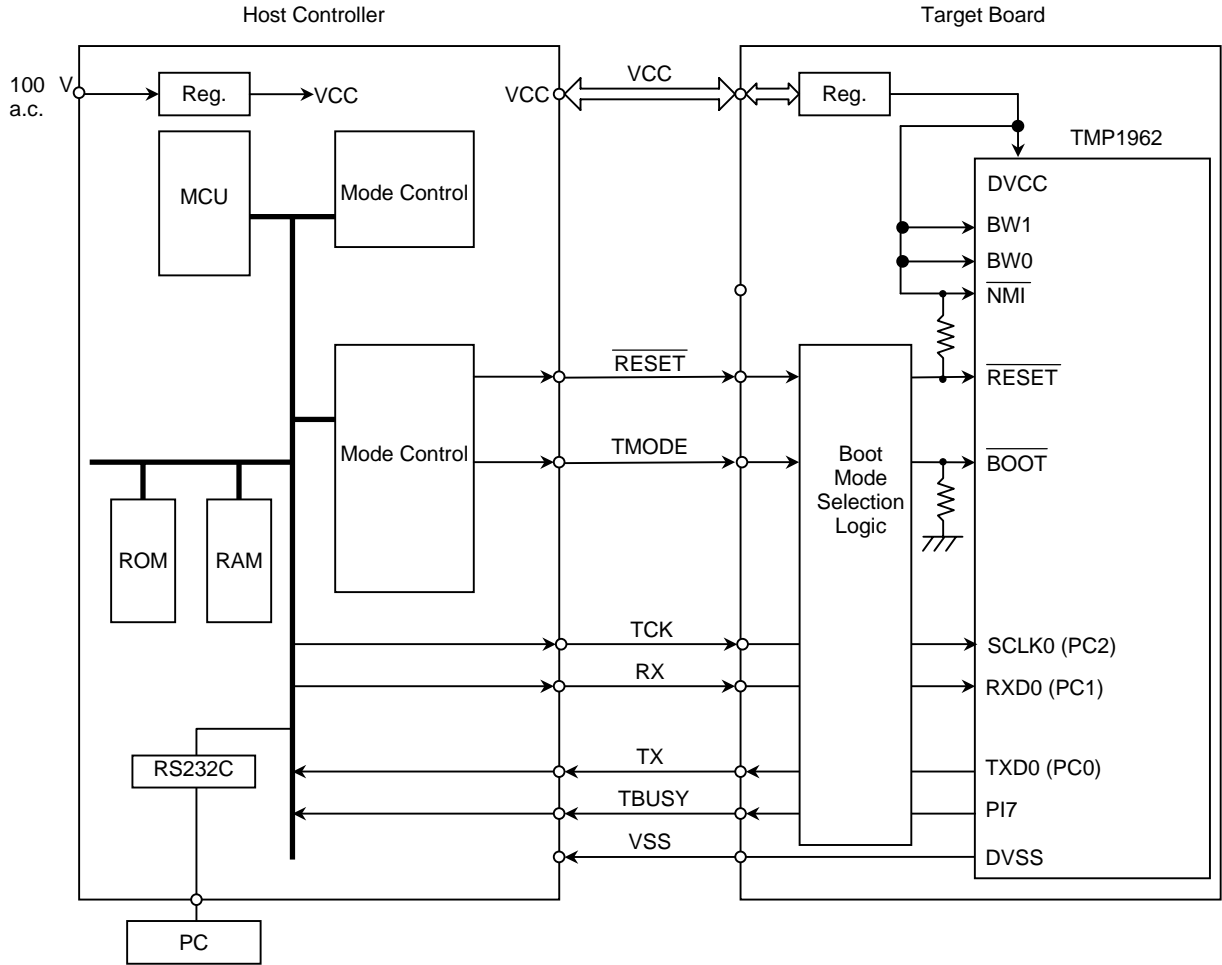 Host Controller
Target Board
100 V
a.c.
Reg.
VCC
VCC
VCC
Reg.
TMP1962
MCU
Mode Control
DVCC
BW1
BW0
NMI
RESET
RESET
Mode Control
TMODE
Boot
Mode
Selection
Logic
BOOT
ROM
RAM
TCK
SCLK0 (PC2)
RX
RXD0 (PC1)
RS232C
TX
TXD0 (PC0)
TBUSY
PI7
VSS
DVSS
PC